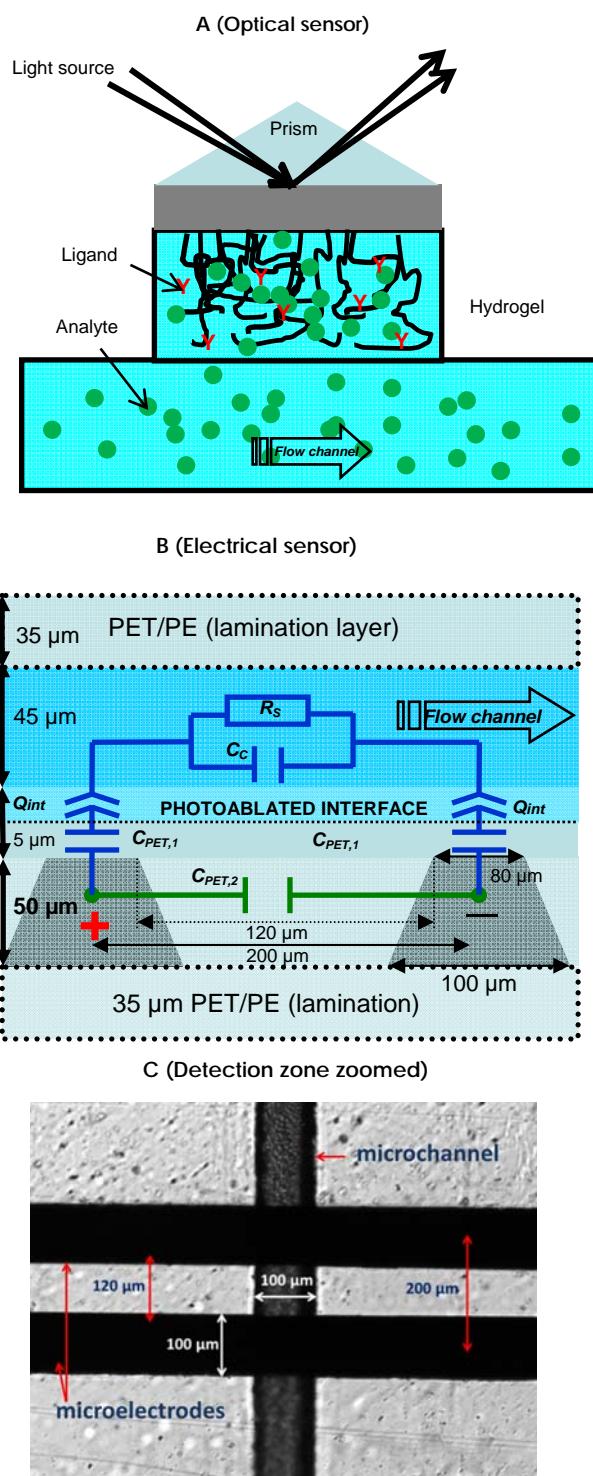 A (Optical sensor)
Light source
Prism
Ligand
Y
Y
Y
Y
Y
Y
Y
Hydrogel
Analyte
Flow channel
B (Electrical sensor)
PET/PE (lamination layer)
35 µm
45 µm
R_S
C_C
Flow channel
Q_int
PHOTOABLATED INTERFACE
Q_int
5 µm
C_PET,1
C_PET,1
C_PET,2
80 µm
50 µm
+
−
120 µm
200 µm
100 µm
35 µm PET/PE (lamination)
C (Detection zone zoomed)
microchannel
120 µm
100 µm
200 µm
100 µm
microelectrodes